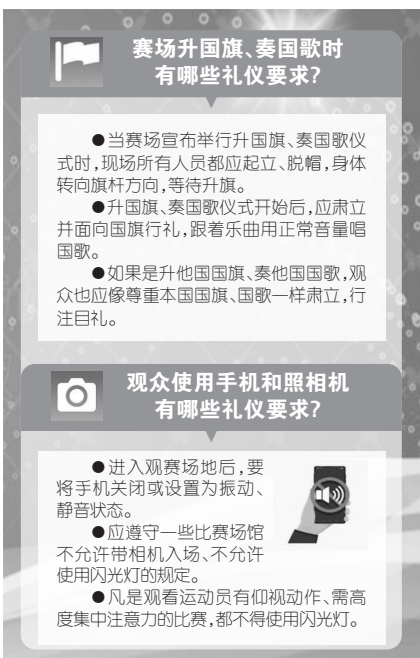 赛场升国旗、奏国歌时
有哪些礼仪要求?
●当赛场宣布举行升国旗、奏国歌仪
式时,现场所有人员都应起立、脱帽,身体
转向旗杆方向,等待升旗。
●升国旗、奏国歌仪式开始后,应肃立
并面向国旗行礼,跟着乐曲用正常音量唱
国歌。
●如果是升他国国旗、奏他国国歌,观
众也应像尊重本国国旗、国歌一样肃立,行
注目礼。
观众使用手机和照相机
有哪些礼仪要求?
●进入观赛场地后,要
将手机关闭或设置为振动、
静音状态。
●应遵守一些比赛场馆
不允许带相机入场、不允许
使用闪光灯的规定。
●凡是观看运动员有仰视动作、需高
度集中注意力的比赛,都不得使用闪光灯。